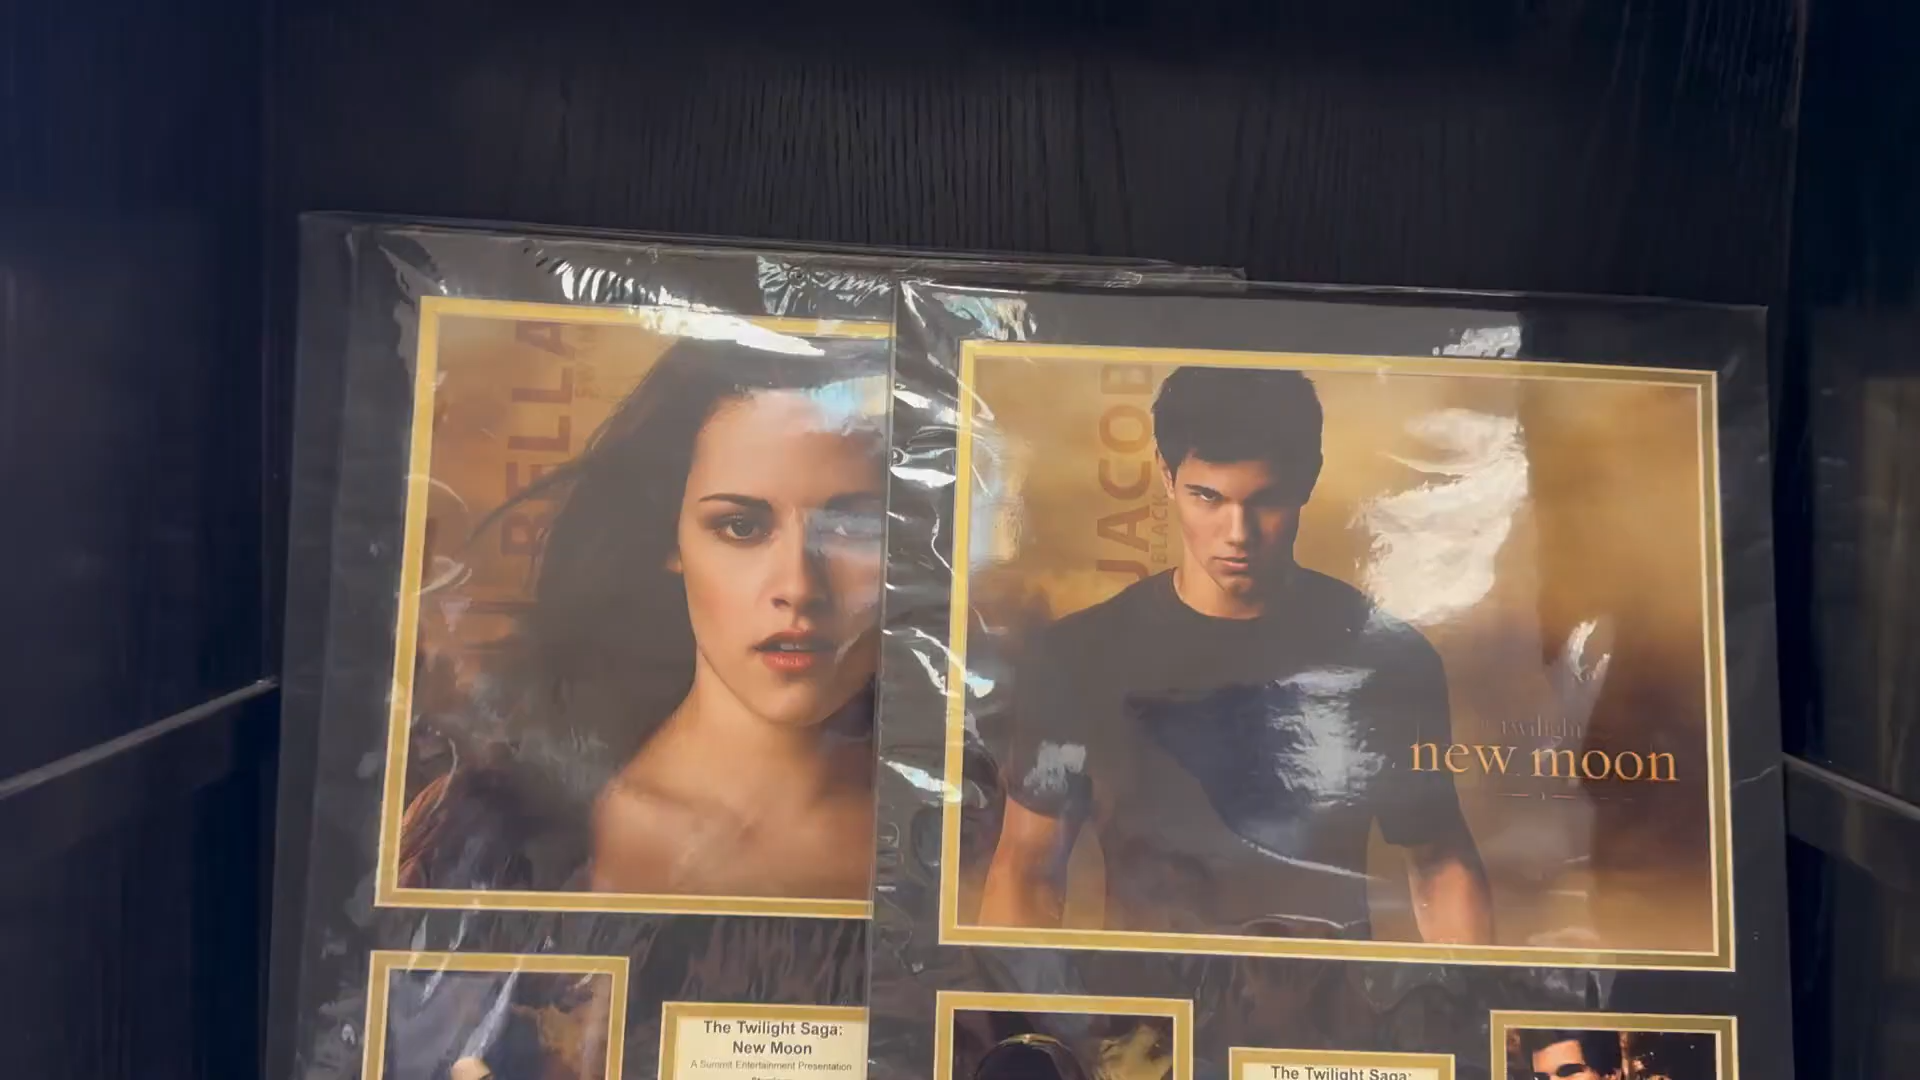 BELLA
JACOB
BLACK
twilight
new moon
The Twilight Saga:
New Moon
A Summit Entertainment Presentation
The Twilight Saga: